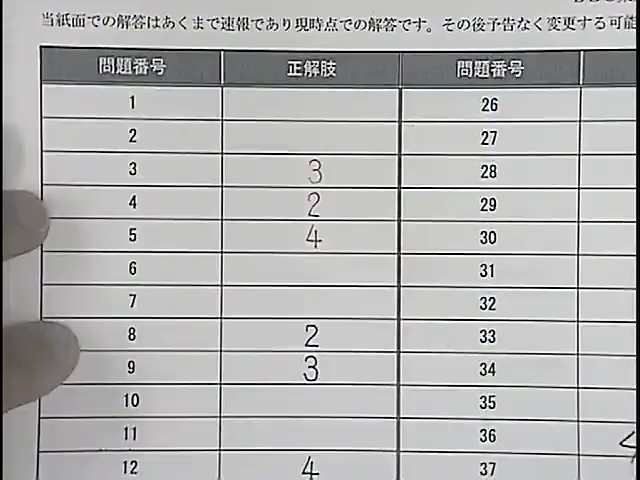 当紙面での解答はあくまで速報であり現時点での解答です。その後予告なく変更する可能
問題番号 正解肢 問題番号
1 26
2 27
3 3 28
4 2 29
5 4 30
6 31
7 32
8 2 33
9 3 34
10 35
11 36
12 4 37